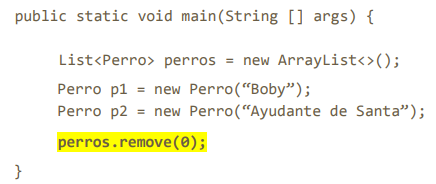 public static void main(String [] args) {
List<Perro> perros = new ArrayList<>();
Perro p1 = new Perro(“Boby”);
Perro p2 = new Perro(“Ayudante de Santa”);
perros.remove(0);
}